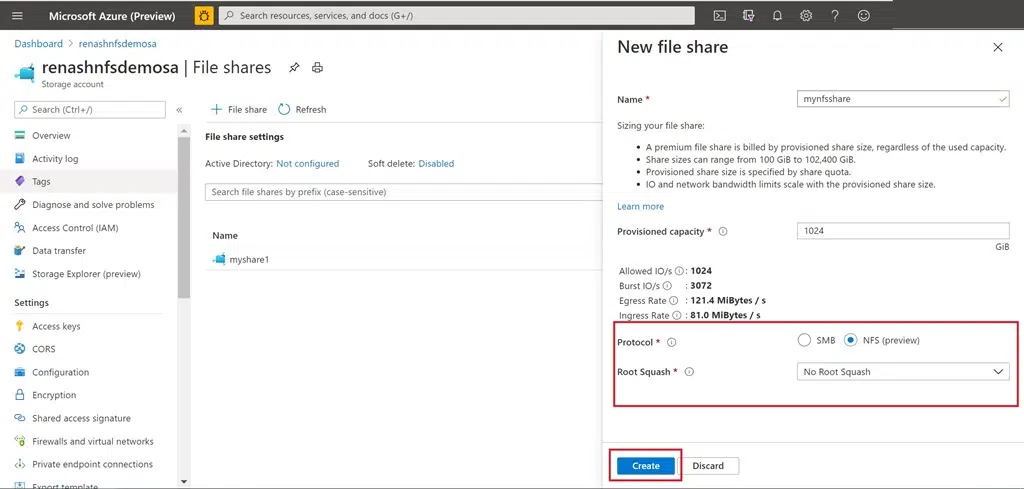 Microsoft Azure (Preview)
Search resources, services, and docs (G+/)
Dashboard > renashnfsdemosa
renashnfsdemosa | File shares
Storage account
Search (Ctrl+/)
«
Overview
Activity log
Tags
Diagnose and solve problems
Access Control (IAM)
Data transfer
Storage Explorer (preview)
Settings
Access keys
CORS
Configuration
Encryption
Shared access signature
Firewalls and virtual networks
Private endpoint connections
Export template
+ File share
Refresh
File share settings
Active Directory: Not configured
Soft delete: Disabled
Search file shares by prefix (case-sensitive)
Name
myshare1
New file share
Name *
mynfsshare
Sizing your file share:
• A premium file share is billed by provisioned share size, regardless of the used capacity.
• Share sizes can range from 100 GiB to 102,400 GiB.
• Provisioned share size is specified by share quota.
• IO and network bandwidth limits scale with the provisioned share size.
Learn more
Provisioned capacity *
1024
GiB
Allowed IO/s : 1024
Burst IO/s : 3072
Egress Rate : 121.4 MiBytes / s
Ingress Rate : 81.0 MiBytes / s
Protocol *
SMB
NFS (preview)
Root Squash *
No Root Squash
Create
Discard